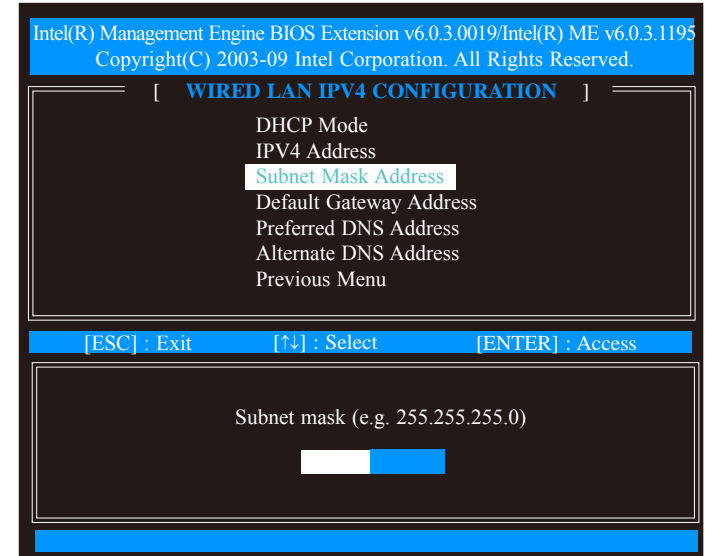 Intel(R) Management Engine BIOS Extension v6.0.3.0019/Intel(R) ME v6.0.3.1195
Copyright(C) 2003-09 Intel Corporation. All Rights Reserved.
[ WIRED LAN IPV4 CONFIGURATION ]
DHCP Mode
IPV4 Address
Subnet Mask Address
Default Gateway Address
Preferred DNS Address
Alternate DNS Address
Previous Menu
[ESC] : Exit [↑↓] : Select [ENTER] : Access
Subnet mask (e.g. 255.255.255.0)